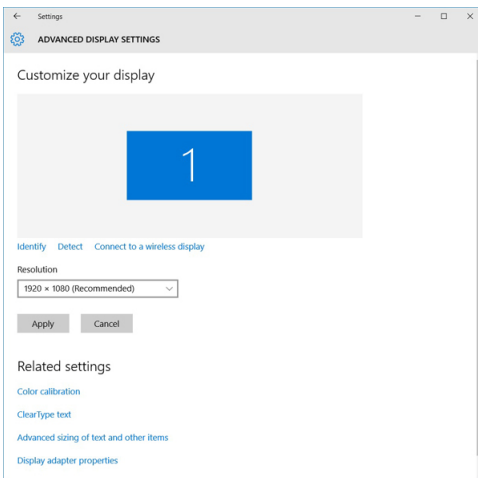 Settings
ADVANCED DISPLAY SETTINGS
Customize your display
1
Identify Detect Connect to a wireless display
Resolution
1920 × 1080 (Recommended)
Apply Cancel
Related settings
Color calibration
ClearType text
Advanced sizing of text and other items
Display adapter properties